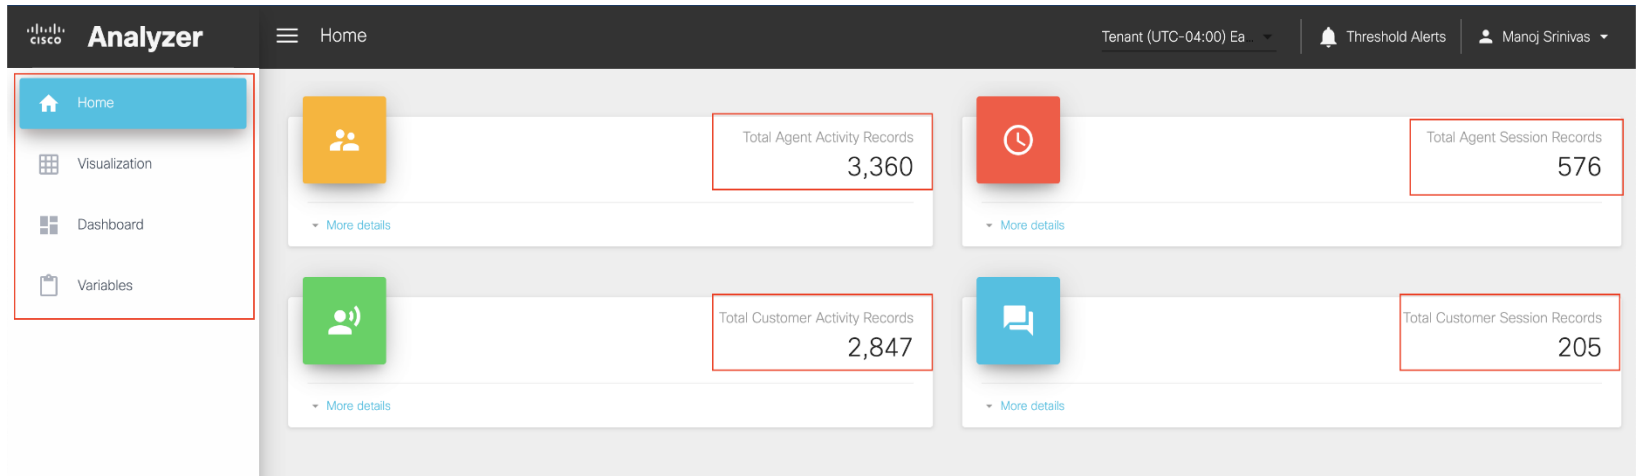 cisco Analyzer
Home
Tenant (UTC-04:00) Ea...
Threshold Alerts
Manoj Srinivas
Home
Visualization
Dashboard
Variables
Total Agent Activity Records
3,360
More details
Total Agent Session Records
576
More details
Total Customer Activity Records
2,847
More details
Total Customer Session Records
205
More details